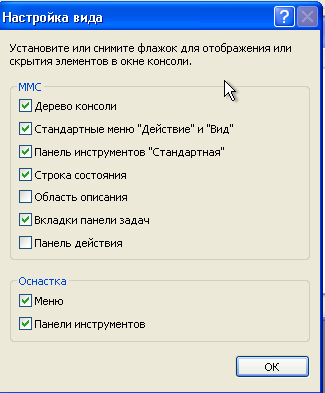 Настройка вида
?
Установите или снимите флажок для отображения или
скрытия элементов в окне консоли.
MMC
Дерево консоли
Стандартные меню "Действие" и "Вид"
Панель инструментов "Стандартная"
Строка состояния
Область описания
Вкладки панели задач
Панель действия
Оснастка
Меню
Панели инструментов
ОК